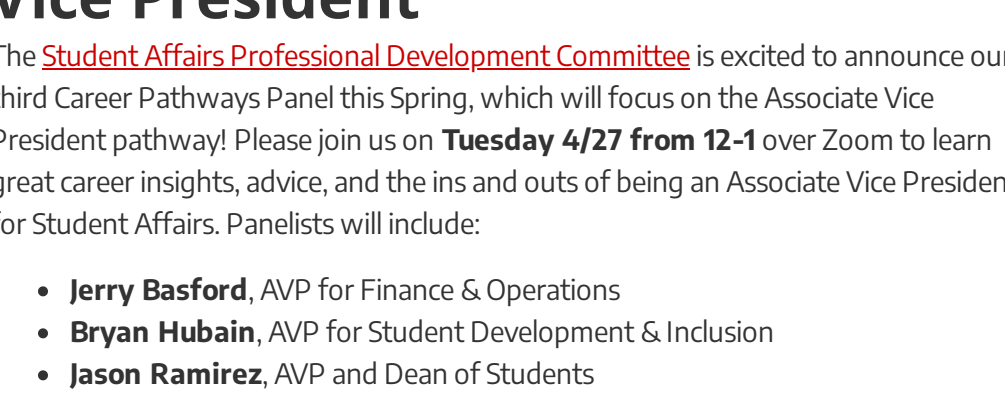 Vice President
The Student Affairs Professional Development Committee is excited to announce our
third Career Pathways Panel this Spring, which will focus on the Associate Vice
President pathway! Please join us on Tuesday 4/27 from 12-1 over Zoom to learn
great career insights, advice, and the ins and outs of being an Associate Vice President
for Student Affairs. Panelists will include:
• Jerry Basford, AVP for Finance & Operations
• Bryan Hubain, AVP for Student Development & Inclusion
• Jason Ramirez, AVP and Dean of Students